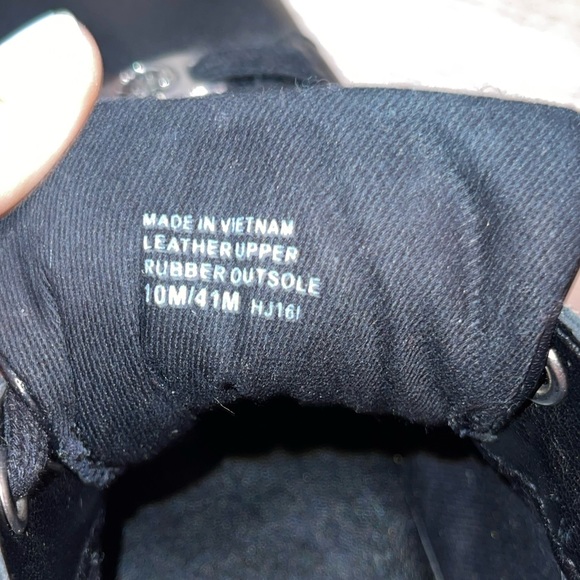 MADE IN VIETNAM
LEATHER UPPER
RUBBER OUTSOLE
10M/41M HJ16I